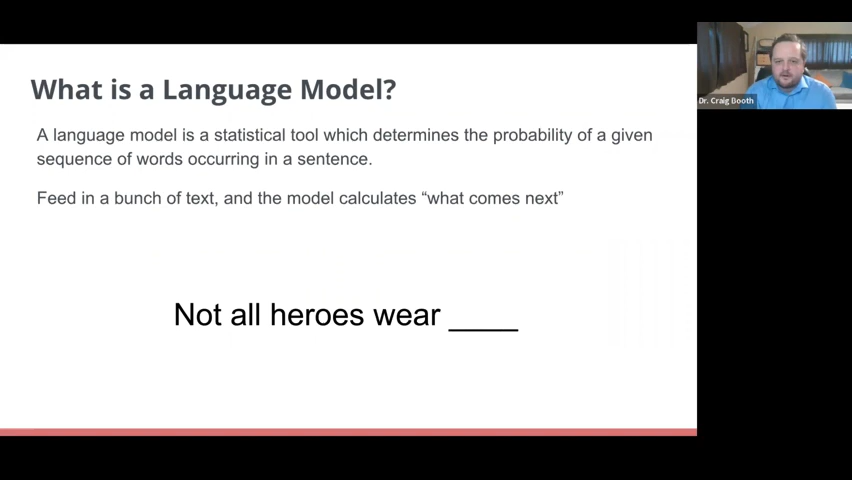 What is a Language Model?
A language model is a statistical tool which determines the probability of a given
sequence of words occurring in a sentence.
Feed in a bunch of text, and the model calculates “what comes next”
Not all heroes wear ____
Dr. Craig Booth